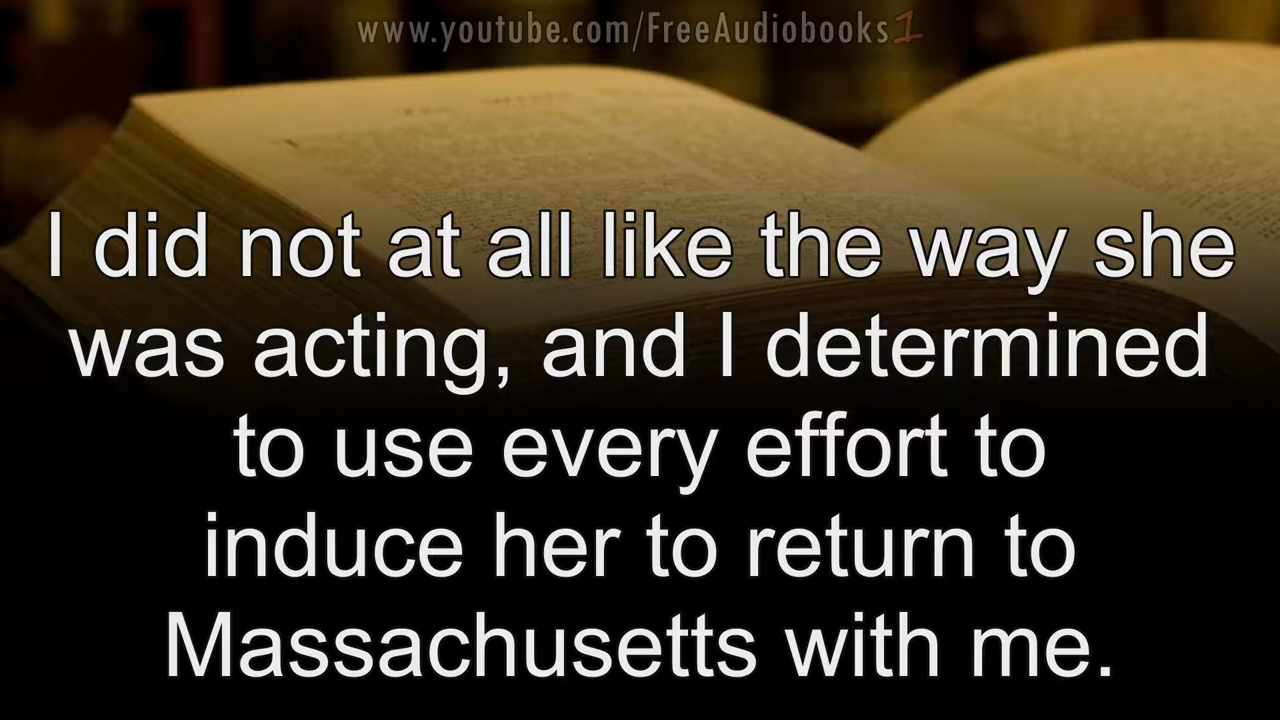 www.youtube.com/FreeAudiobooks1
I did not at all like the way she
was acting, and I determined
to use every effort to
induce her to return to
Massachusetts with me.